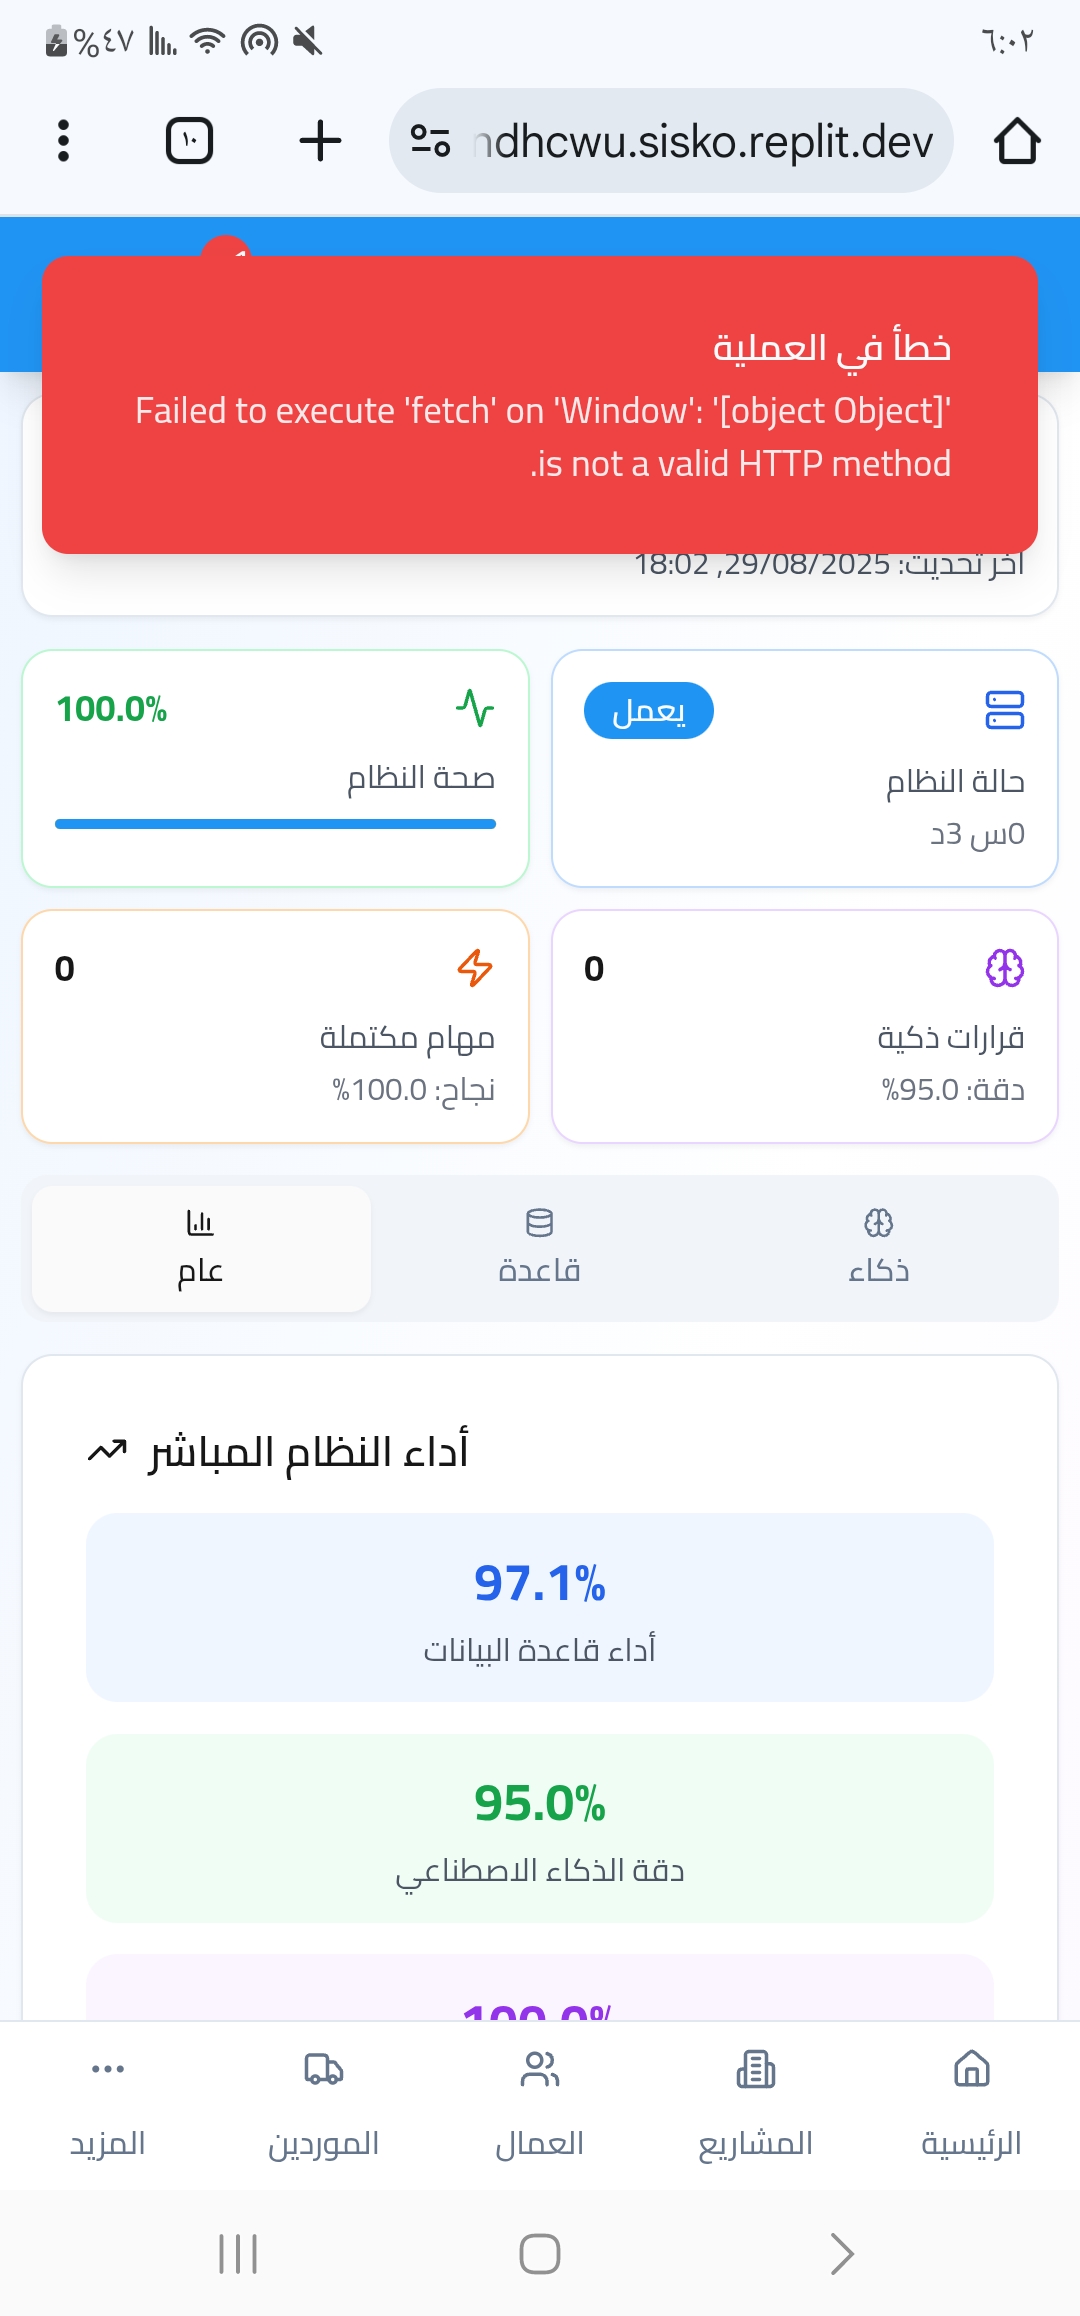 %٤٧
٦:٠٢
١٠
ndhcwu.sisko.replit.dev
خطأ في العملية
Failed to execute 'fetch' on 'Window': '[object Object]'
is not a valid HTTP method.
آخر تحديث: 29/08/2025, 18:02
يعمل
حالة النظام
0س 3د
100.0%
صحة النظام
0
قرارات ذكية
دقة: 95.0%
0
مهام مكتملة
نجاح: 100.0%
ذكاء
قاعدة
عام
أداء النظام المباشر
97.1%
أداء قاعدة البيانات
95.0%
دقة الذكاء الاصطناعي
100.0%
الرئيسية
المشاريع
العمال
الموردين
المزيد